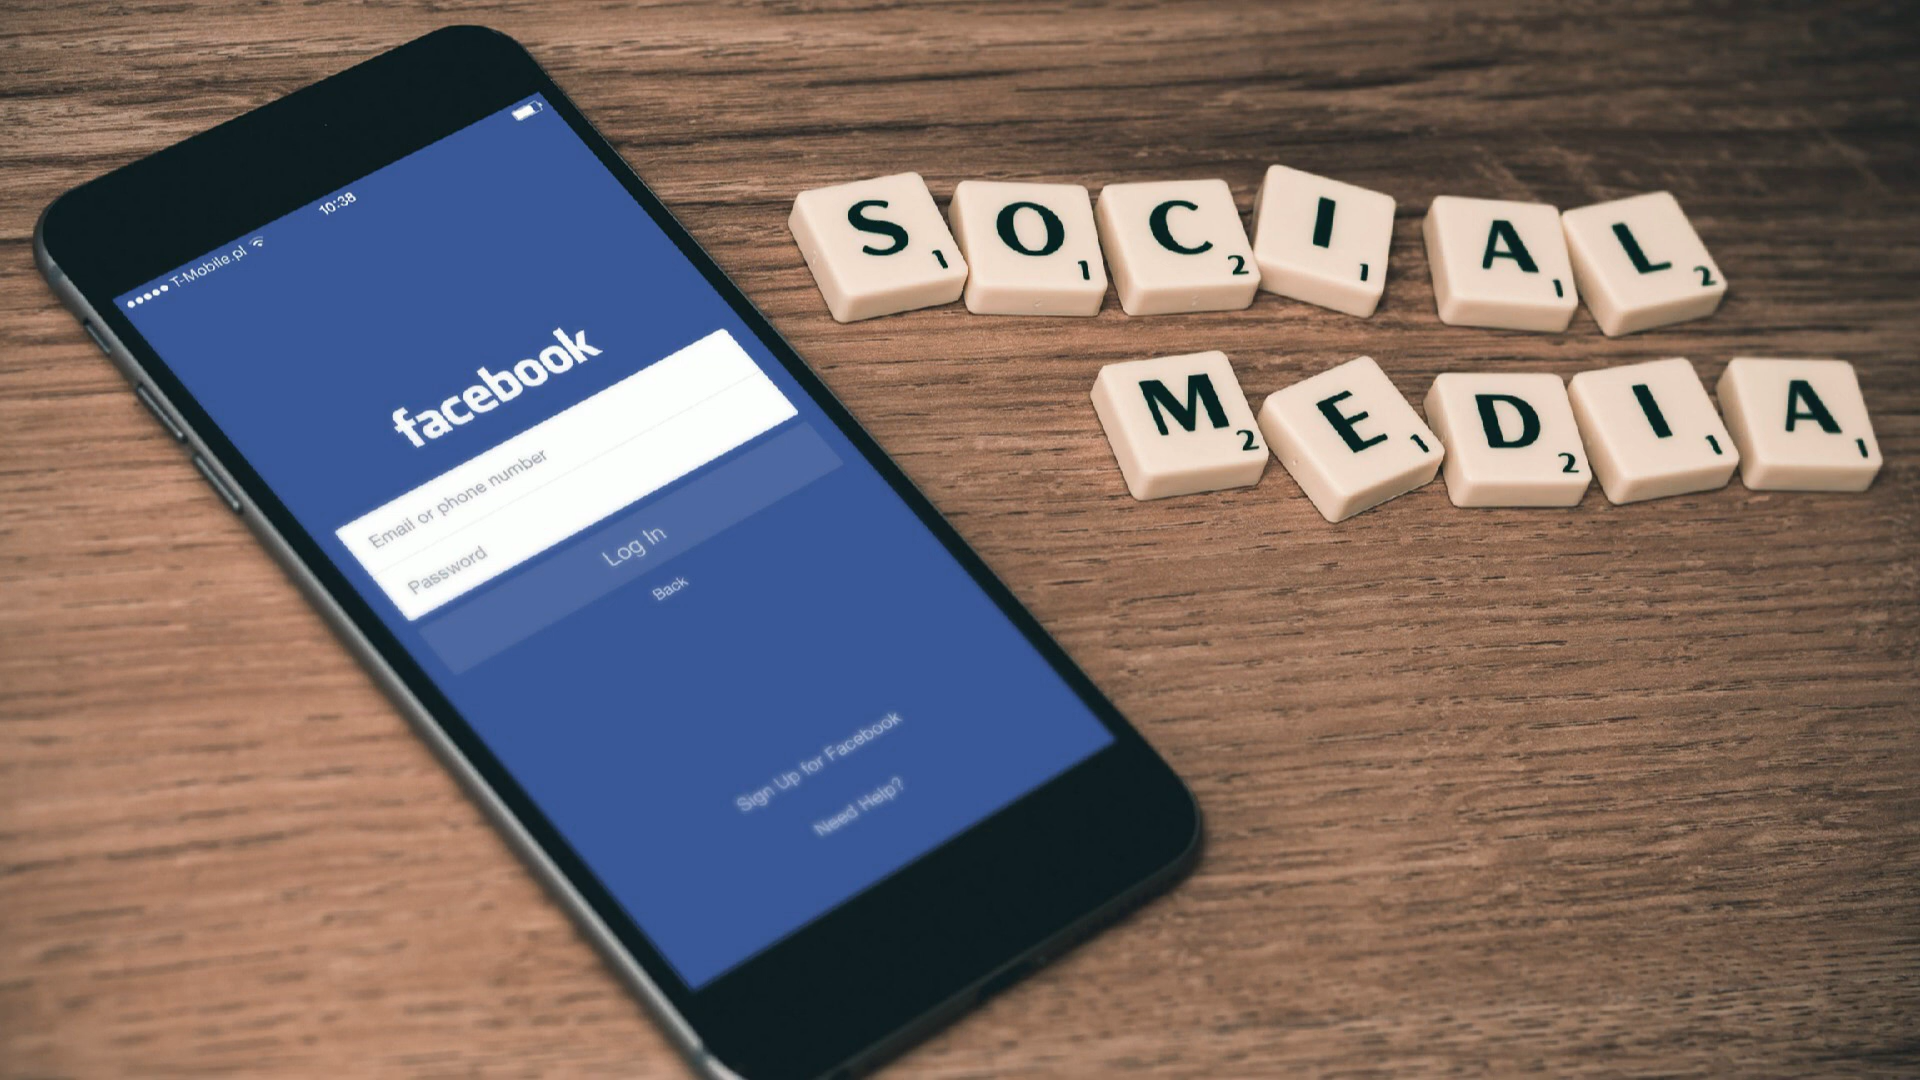 ●●●●● T-Mobile.pl
10:38
facebook
Email or phone number
Password
Log In
Back
Sign Up for Facebook
Need Help?
S1 O1 C2 I1 A1 L2
M2 E1 D2 I1 A1